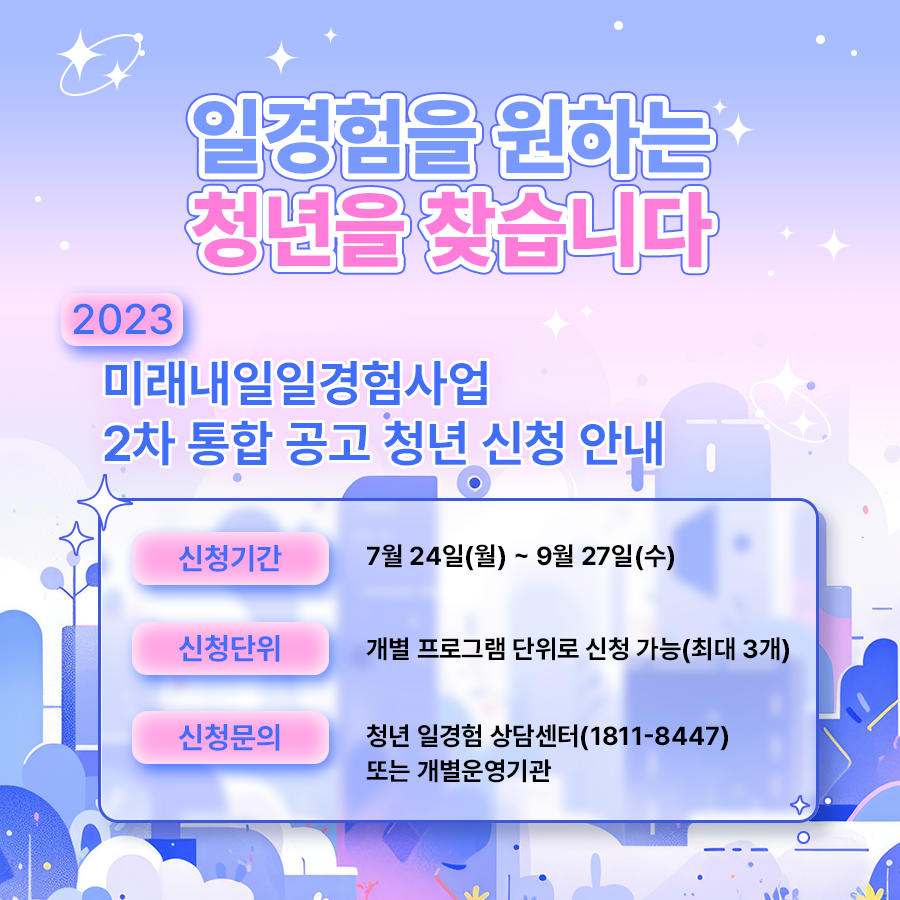 일경험을 원하는
청년을 찾습니다
2023
미래내일일경험사업
2차 통합 공고 청년 신청 안내
신청기간 7월 24일(월) ~ 9월 27일(수)
신청단위 개별 프로그램 단위로 신청 가능(최대 3개)
신청문의 청년 일경험 상담센터(1811-8447)
또는 개별운영기관